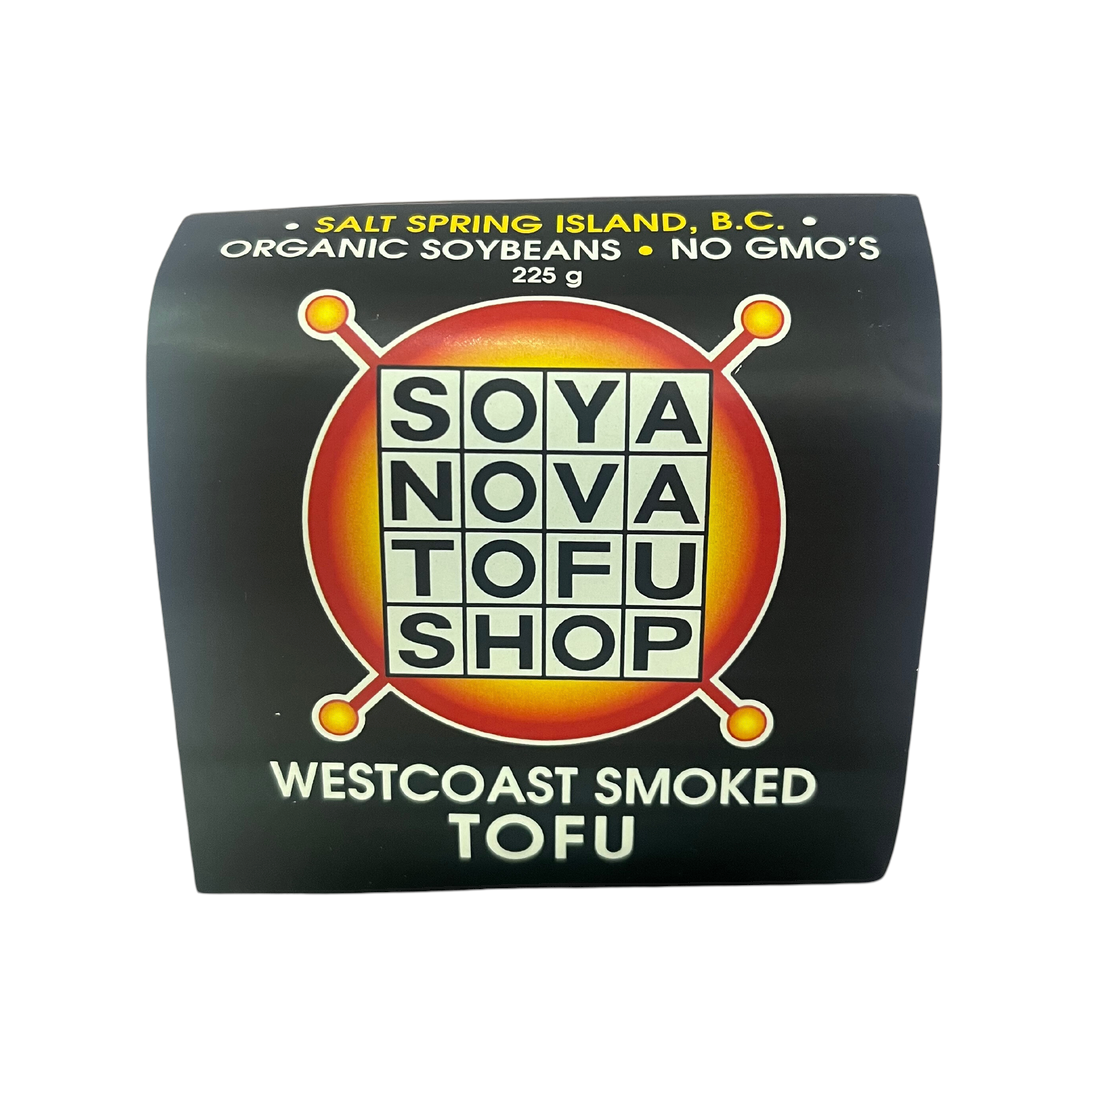 • SALT SPRING ISLAND, B.C. •
ORGANIC SOYBEANS • NO GMO'S
225 g
SOYA
NOVA
TOFU
SHOP
WESTCOAST SMOKED
TOFU